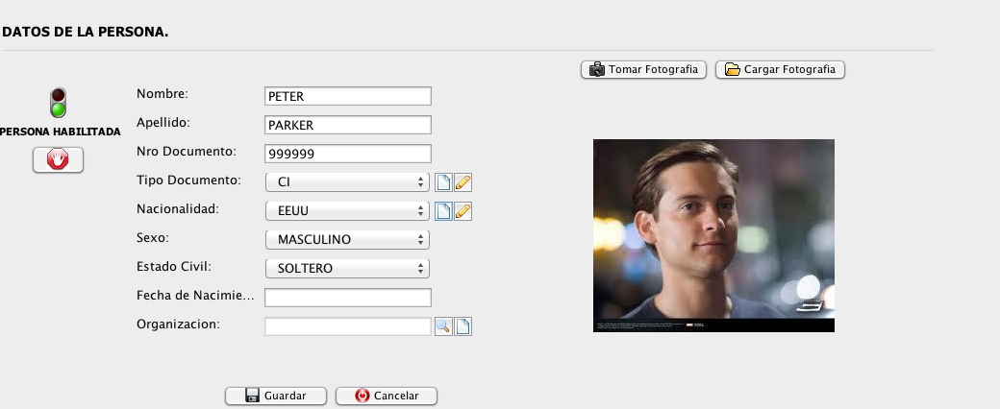 DATOS DE LA PERSONA.
Tomar Fotografia
Cargar Fotografia
PERSONA HABILITADA
Nombre: PETER
Apellido: PARKER
Nro Documento: 999999
Tipo Documento: CI
Nacionalidad: EEUU
Sexo: MASCULINO
Estado Civil: SOLTERO
Fecha de Nacimie...
Organizacion:
Guardar
Cancelar